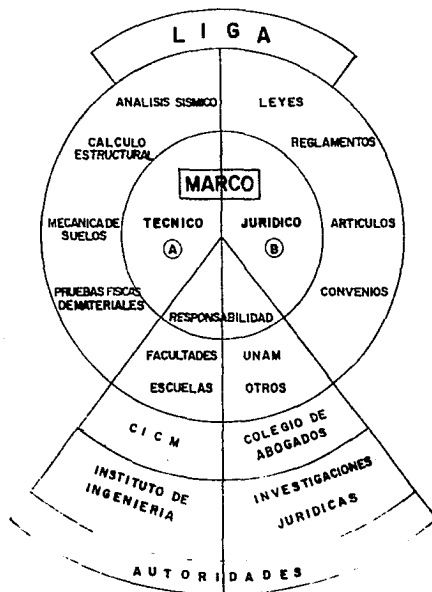 LIGA
ANALISIS SISMICO
LEYES
CALCULO
ESTRUCTURAL
REGLAMENTOS
MARCO
MECANICA DE
SUELOS
TECNICO
JURIDICO
ARTICULOS
A
B
PRUEBAS FISICAS
DE MATERIALES
CONVENIOS
RESPONSABILIDAD
FACULTADES
UNAM
ESCUELAS
OTROS
CICM
COLEGIO DE
ABOGADOS
INSTITUTO DE
INGENIERIA
INVESTIGACIONES
JURIDICAS
AUTORIDADES